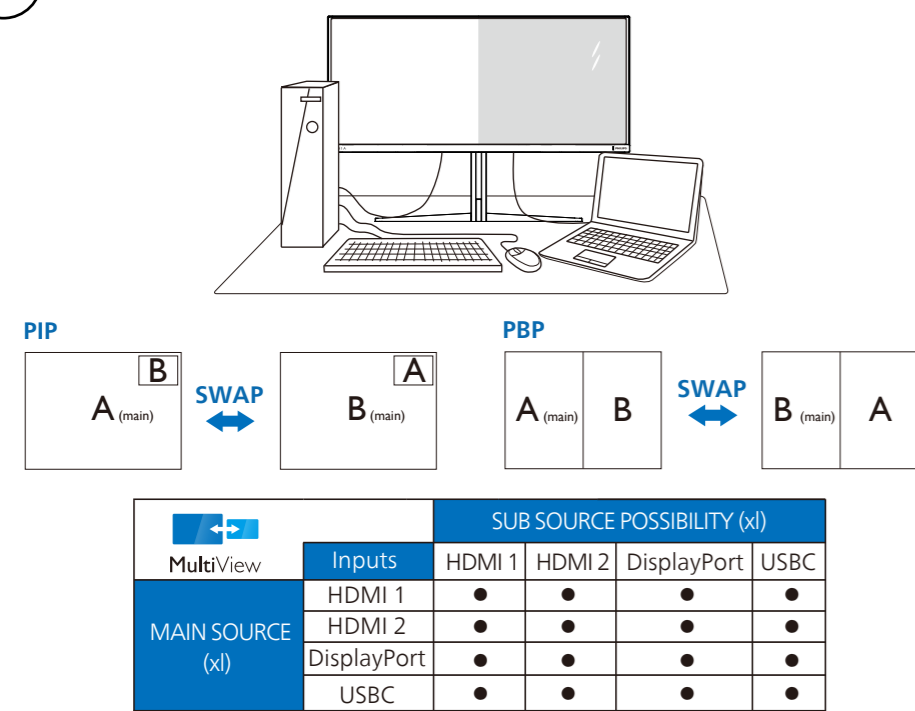 PIP
PBP
B
A (main)
SWAP
A
B (main)
A (main)
B
SWAP
B (main)
A
MultiView
SUB SOURCE POSSIBILITY (xl)
Inputs HDMI 1 HDMI 2 DisplayPort USBC
MAIN SOURCE (xl)
HDMI 1 ● ● ● ●
HDMI 2 ● ● ● ●
DisplayPort ● ● ● ●
USBC ● ● ● ●